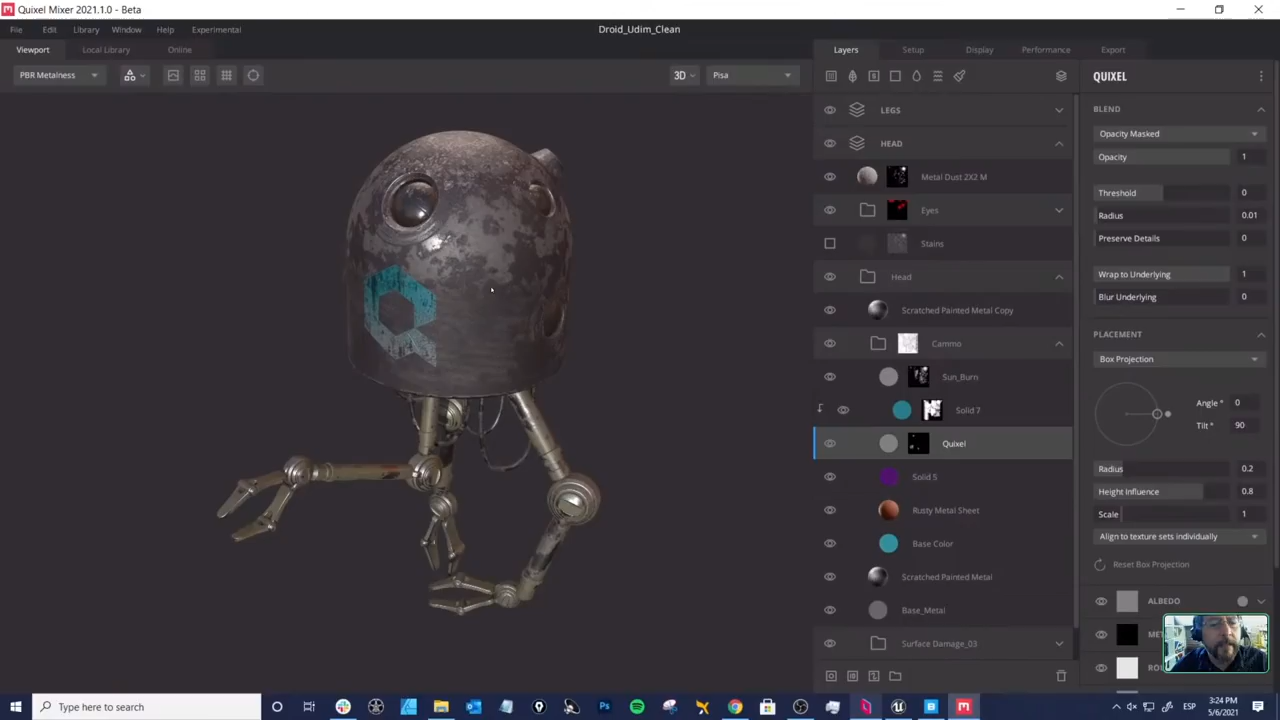 Quixel Mixer 2021.1.0 - Beta
File Edit Library Window Help Experimental
Droid_Udim_Clean
Viewport Local Library Online
Layers Setup Display Performance Export
PBR Metalness
3D
Pisa
QUIXEL
LEGS
HEAD
Metal Dust 2X2 M
Eyes
Stains
Head
Scratched Painted Metal Copy
Cammo
Sun_Burn
Solid 7
Quixel
Solid 5
Rusty Metal Sheet
Base Color
Scratched Painted Metal
Base_Metal
Surface Damage_03
BLEND
Opacity Masked
Opacity 1
Threshold 0
Radius 0.01
Preserve Details 0
Wrap to Underlying 1
Blur Underlying 0
PLACEMENT
Box Projection
Angle ° 0
Tilt ° 90
Radius 0.2
Height Influence 0.8
Scale 1
Align to texture sets individually
Reset Box Projection
ALBEDO
Type here to search
ESP
3:24 PM
5/6/2021